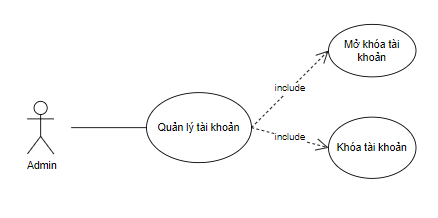 Mở khóa tài
khoản
include
Quản lý tài khoản
include
Khóa tài khoản
Admin